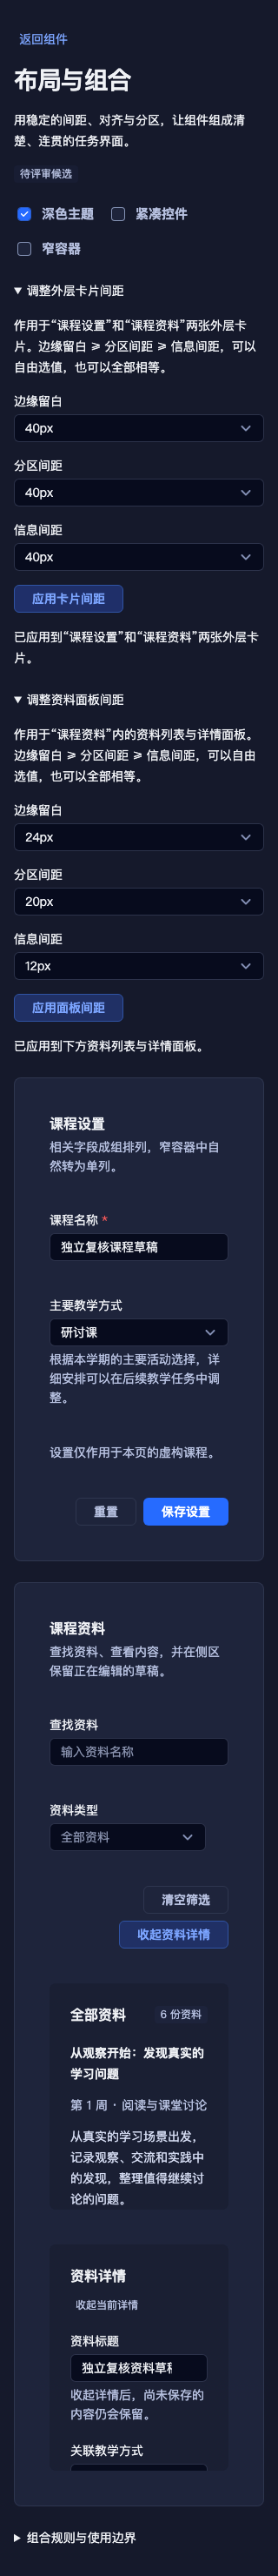 返回组件
布局与组合
用稳定的间距、对齐与分区，让组件组成清
楚、连贯的任务界面。
待评审候选
深色主题 紧凑控件
窄容器
▼ 调整外层卡片间距
作用于“课程设置”和“课程资料”两张外层卡
片。边缘留白 ≥ 分区间距 ≥ 信息间距，可以
自由选值，也可以全部相等。
边缘留白
40px
分区间距
40px
信息间距
40px
应用卡片间距
已应用到“课程设置”和“课程资料”两张外层卡
片。
▼ 调整资料面板间距
作用于“课程资料”内的资料列表与详情面板。
边缘留白 ≥ 分区间距 ≥ 信息间距，可以自由
选值，也可以全部相等。
边缘留白
24px
分区间距
20px
信息间距
12px
应用面板间距
已应用到下方资料列表与详情面板。
课程设置
相关字段成组排列，窄容器中自
然转为单列。
课程名称 *
独立复核课程草稿
主要教学方式
研讨课
根据本学期的主要活动选择，详
细安排可以在后续教学任务中调
整。
设置仅作用于本页的虚构课程。
重置 保存设置
课程资料
查找资料、查看内容，并在侧区
保留正在编辑的草稿。
查找资料
输入资料名称
资料类型
全部资料
清空筛选
收起资料详情
全部资料 6 份资料
从观察开始：发现真实的
学习问题
第 1 周 · 阅读与课堂讨论
从真实的学习场景出发，
记录观察、交流和实践中
的发现，整理值得继续讨
论的问题。
资料详情
收起当前详情
资料标题
独立复核资料草
收起详情后，尚未保存的
内容仍会保留。
关联教学方式
▶ 组合规则与使用边界